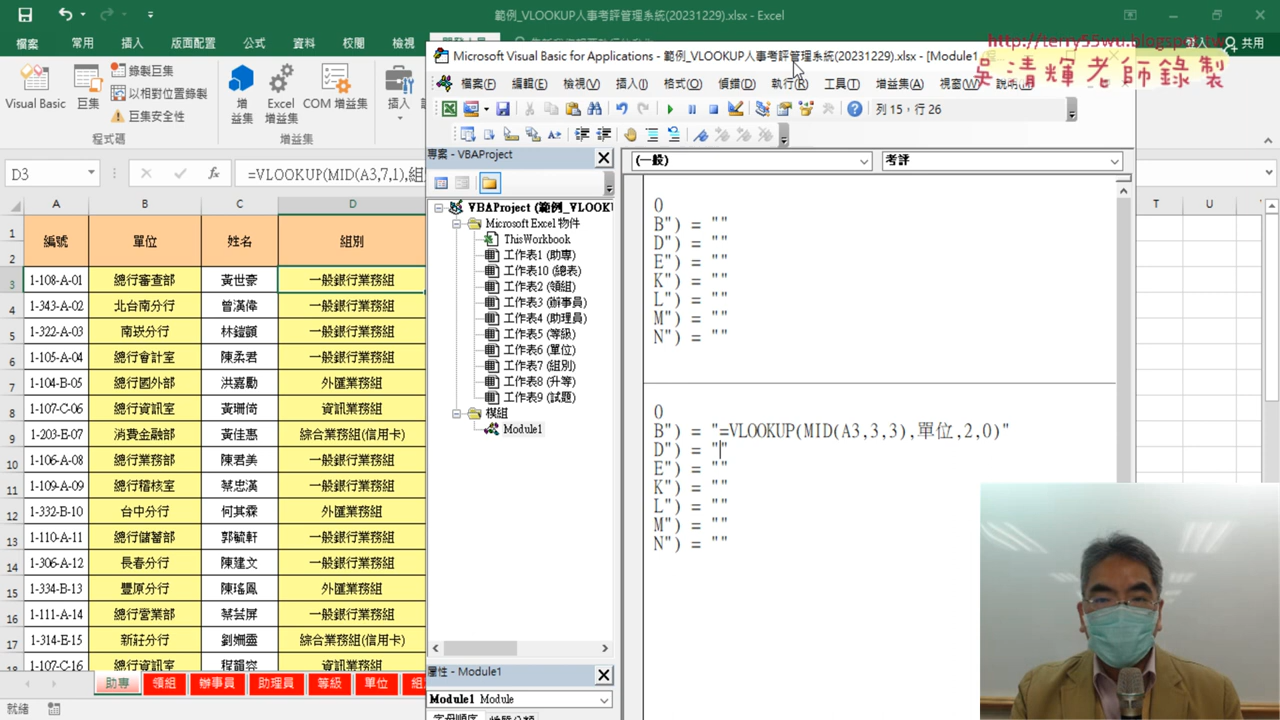 範例_VLOOKUP人事考評管理系統(20231229).xlsx - Excel
檔案 常用 插入 版面配置 公式 資料 校閱 檢視
共用
http://terry55wu.blogspot.tw
吳清輝老師錄製
Visual Basic 巨集 錄製巨集 以相對位置錄製 巨集安全性
增益集 Excel 增益集 COM 增益集 插入
程式碼 增益集
D3 =VLOOKUP(MID(A3,7,1),組
Microsoft Visual Basic for Applications - 範例_VLOOKUP人事考評管理系統(20231229).xlsx - [Module1
檔案(F) 編輯(E) 檢視(V) 插入(I) 格式(O) 偵錯(D) 執行(R) 工具(T) 增益集(A) 視窗(W) 說明(H)
列 15, 行 26
專案 - VBAProject
(一般) 考評
VBAProject (範例_VLOOKU
Microsoft Excel 物件
ThisWorkbook
工作表1 (助專)
工作表10 (總表)
工作表2 (領組)
工作表3 (辦事員)
工作表4 (助理員)
工作表5 (等級)
工作表6 (單位)
工作表7 (組別)
工作表8 (升等)
工作表9 (試題)
模組
Module1
屬性 - Module1
Module1 Module
字母順序 性質分類
()
B") = ""
D") = ""
E") = ""
K") = ""
L") = ""
M") = ""
N") = ""
()
B") = "=VLOOKUP(MID(A3,3,3),單位,2,0)"
D") = ""
E") = ""
K") = ""
L") = ""
M") = ""
N") = ""
A B C D T U V
1 2 編號 單位 姓名 組別
3 1-108-A-01 總行審查部 黃世豪 一般銀行業務組
4 1-343-A-02 北台南分行 曾漢偉 一般銀行業務組
5 1-322-A-03 南崁分行 林鎧顗 一般銀行業務組
6 1-105-A-04 總行會計室 陳柔君 一般銀行業務組
7 1-104-B-05 總行國外部 洪嘉勵 外匯業務組
8 1-107-C-06 總行資訊室 黃珊倚 資訊業務組
9 1-203-E-07 消費金融部 黃佳惠 綜合業務組(信用卡)
10 1-106-A-08 總行業務部 陳君美 一般銀行業務組
11 1-109-A-09 總行稽核室 蔡忠漢 一般銀行業務組
12 1-332-B-10 台中分行 何其霖 外匯業務組
13 1-110-A-11 總行儲蓄部 郭毓軒 一般銀行業務組
14 1-306-A-12 長春分行 陳建文 一般銀行業務組
15 1-334-B-13 豐原分行 陳瑤鳳 外匯業務組
16 1-111-A-14 總行營業部 蔡芸屏 一般銀行業務組
17 1-314-E-15 新莊分行 劉姍靈 綜合業務組(信用卡)
18 1-107-C-16 總行資訊室 程韻容 資訊業務組
助專 領組 辦事員 助理員 等級 單位 組
就緒